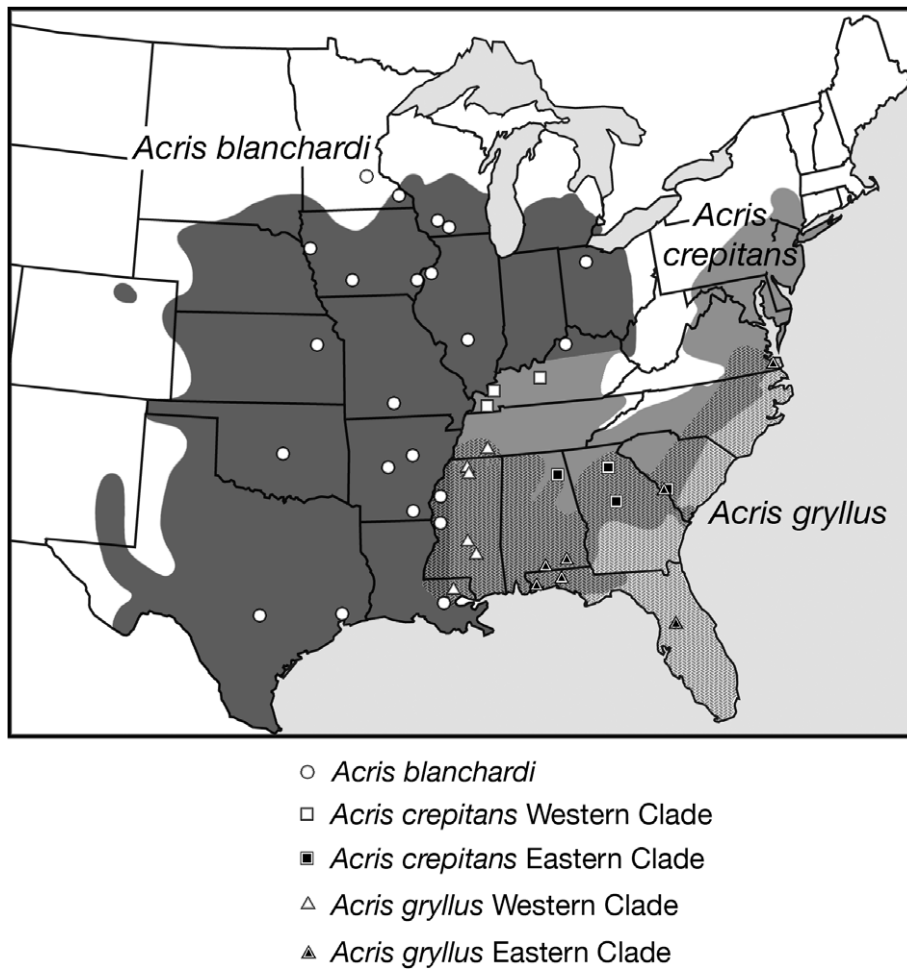 Acris blanchardi
Acris
crepitans
Acris gryllus
Acris blanchardi
Acris crepitans Western Clade
Acris crepitans Eastern Clade
Acris gryllus Western Clade
Acris gryllus Eastern Clade